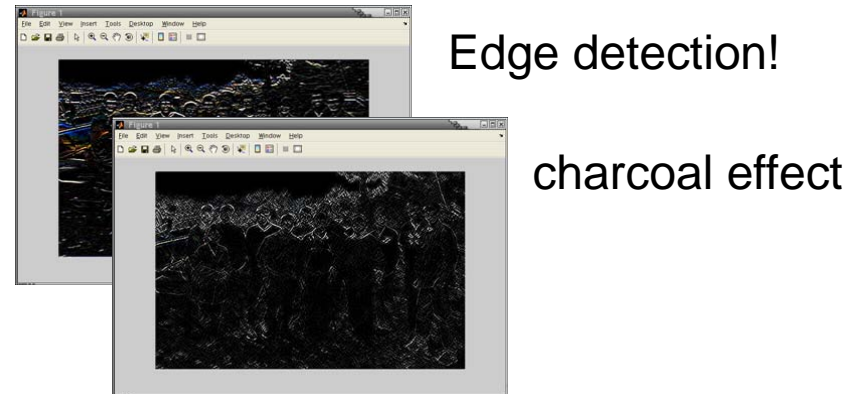 Figure 1
File Edit View Insert Tools Desktop Window Help
Edge detection!
Figure 1
File Edit View Insert Tools Desktop Window Help
charcoal effect